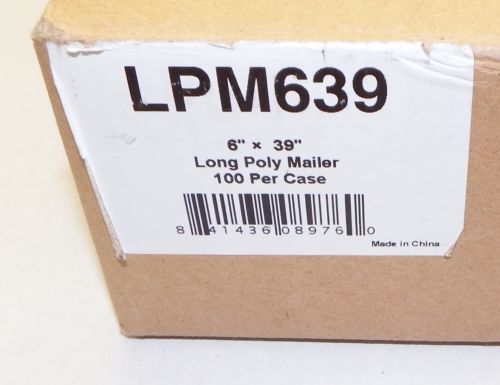 LPM639
6" × 39"
Long Poly Mailer
100 Per Case
8 41436 08976 0
Made in China